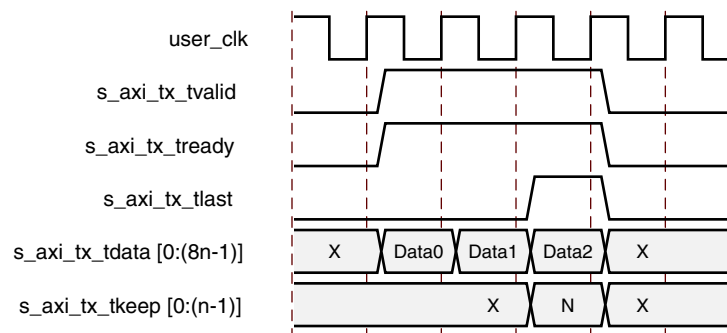 user_clk
s_axi_tx_tvalid
s_axi_tx_tready
s_axi_tx_tlast
s_axi_tx_tdata [0:(8n-1)] X Data0 Data1 Data2 X
s_axi_tx_tkeep [0:(n-1)] X N X